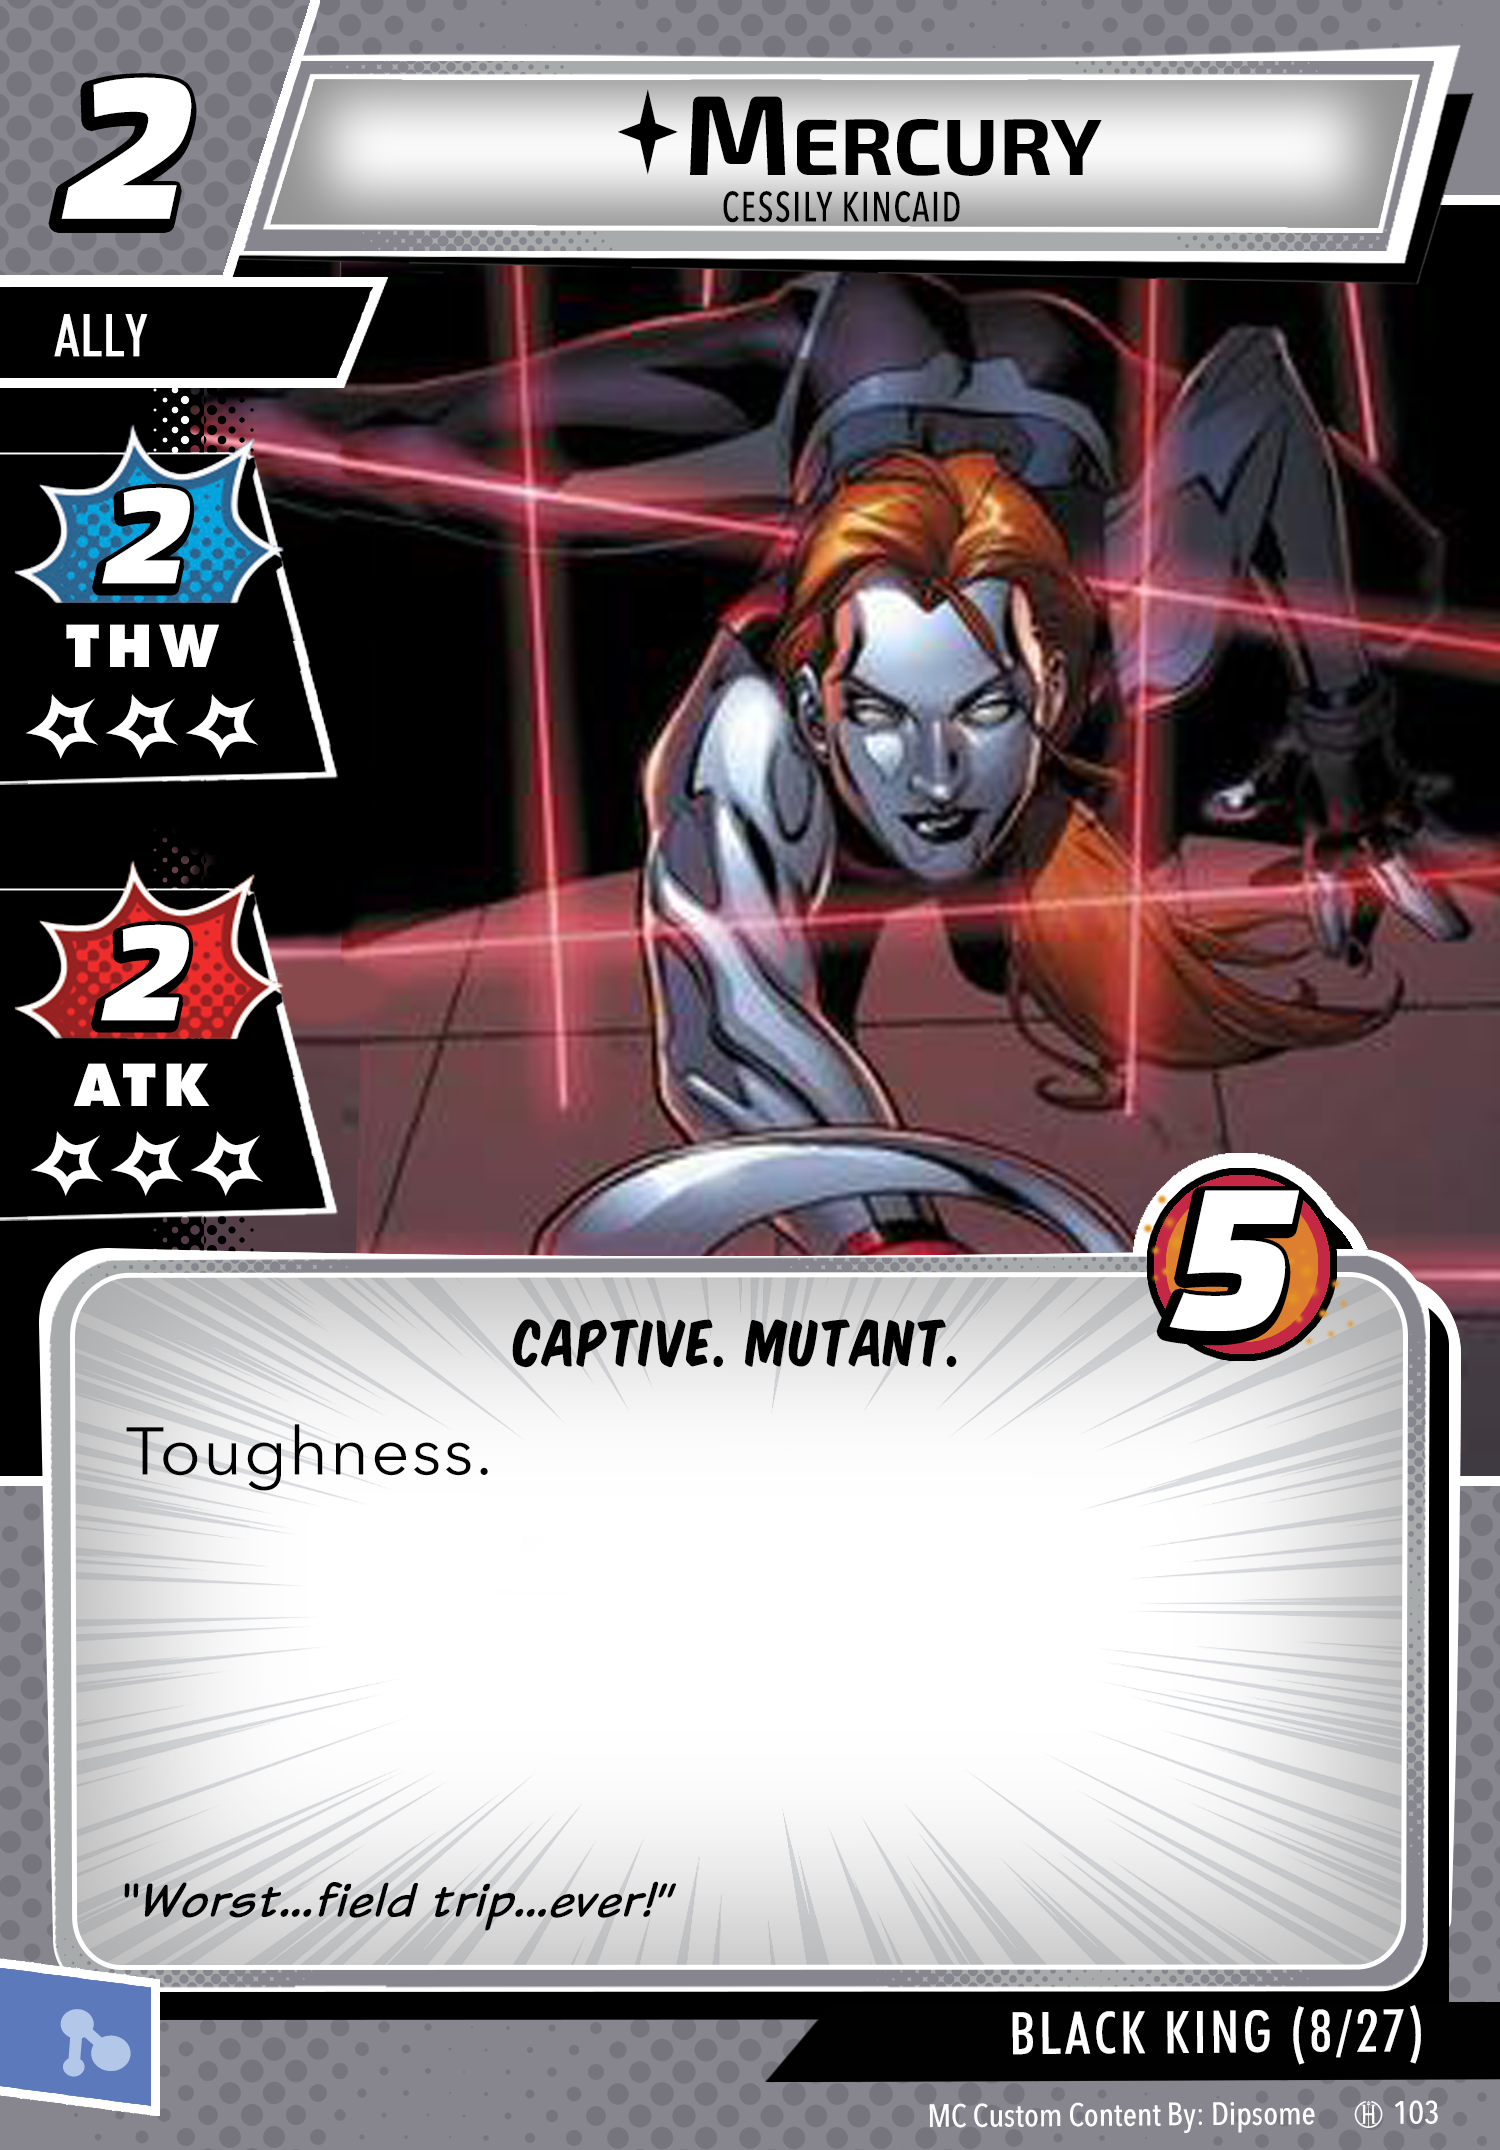 2
MERCURY
CESSILY KINCAID
ALLY
2
THW
2
ATK
5
CAPTIVE. MUTANT.
Toughness.
"Worst...field trip...ever!"
BLACK KING (8/27)
MC Custom Content By: Dipsome 103